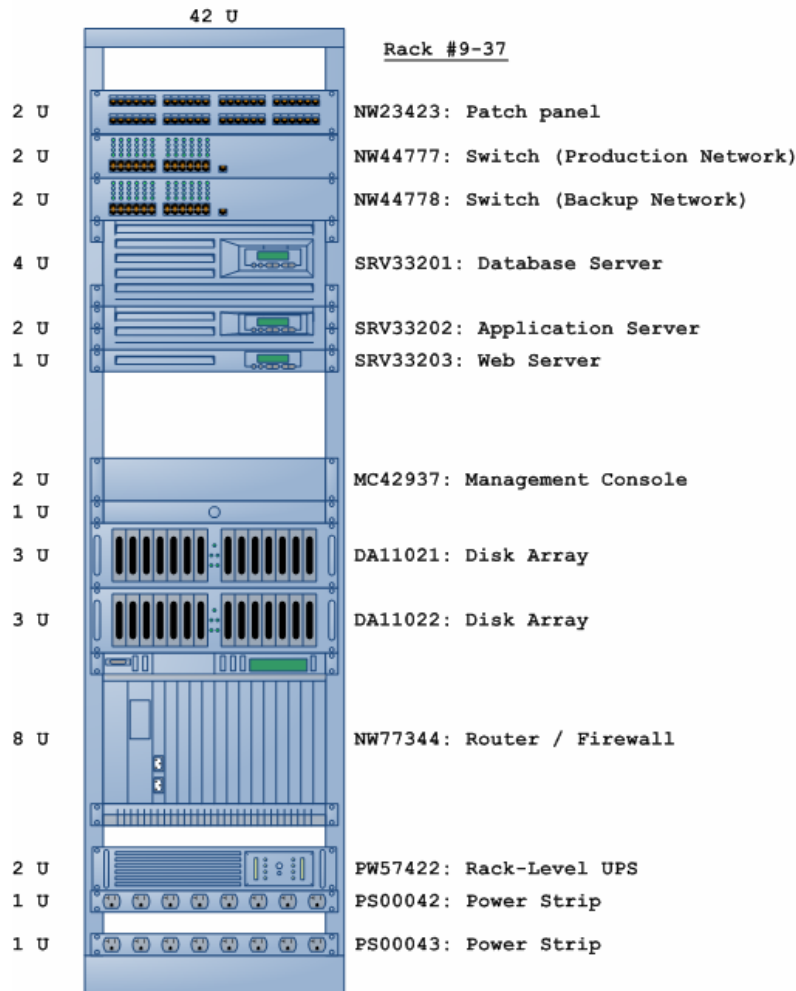 42 U
Rack #9-37
2 U NW23423: Patch panel
2 U NW44777: Switch (Production Network)
2 U NW44778: Switch (Backup Network)
4 U SRV33201: Database Server
2 U SRV33202: Application Server
1 U SRV33203: Web Server
2 U MC42937: Management Console
1 U
3 U DA11021: Disk Array
3 U DA11022: Disk Array
8 U NW77344: Router / Firewall
2 U PW57422: Rack-Level UPS
1 U PS00042: Power Strip
1 U PS00043: Power Strip